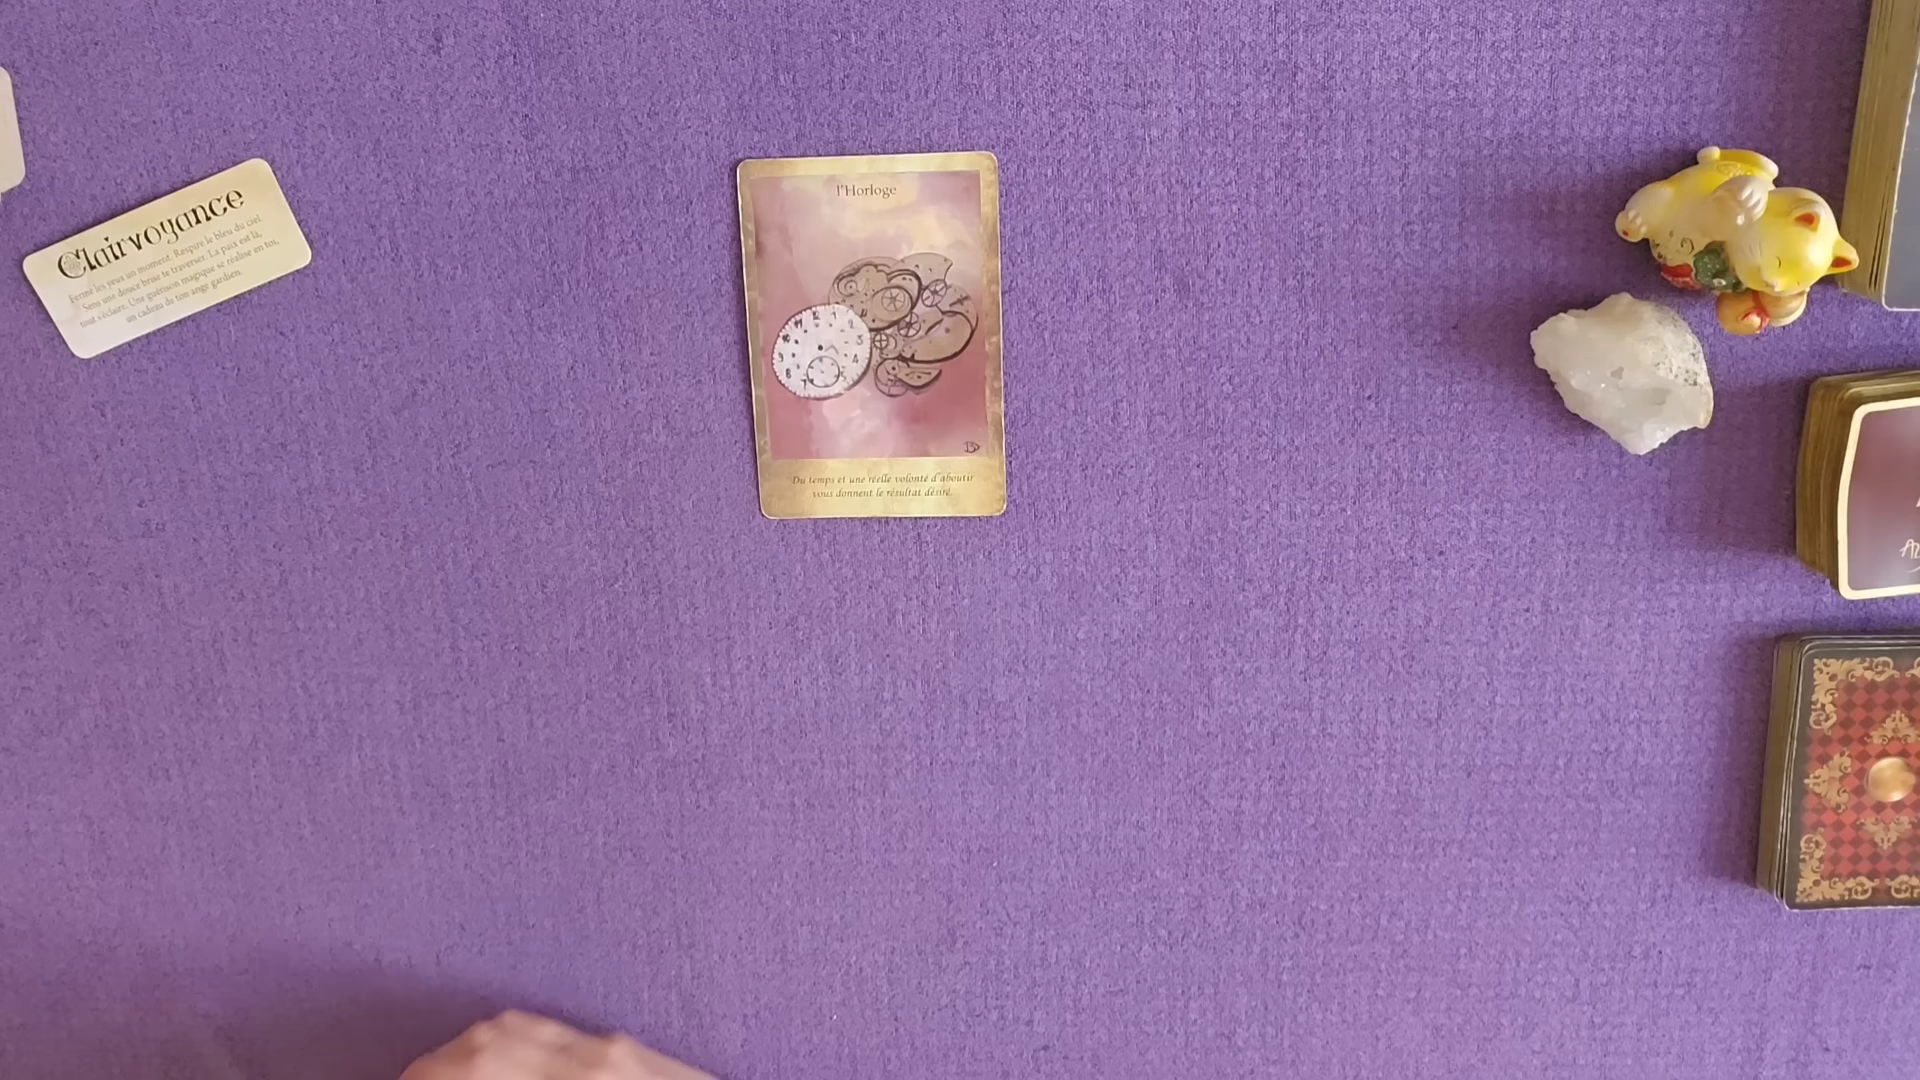 Clairvoyance
Ferme les yeux un moment. Respire le bleu du ciel.
Sens une douce brise te traverser. La paix est là,
tout s'éclaire. Une guérison magique se réalise en toi,
un cadeau de ton ange gardien.
l'Horloge
Du temps et une réelle volonté d'aboutir
vous donnent le résultat désiré.